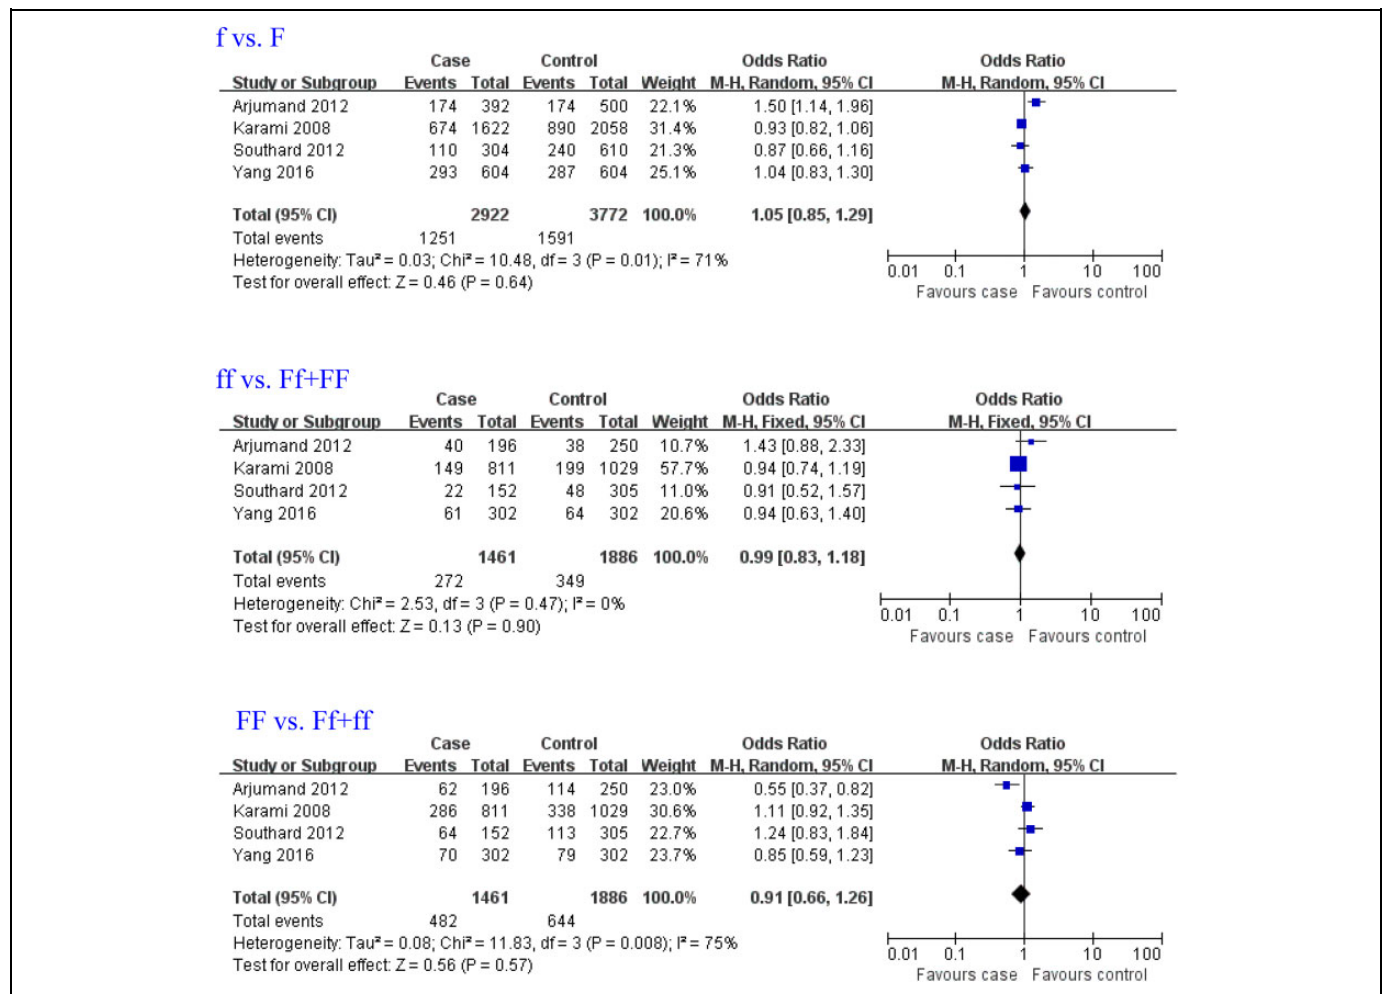 f vs. F
Case Control Odds Ratio Odds Ratio
Study or Subgroup Events Total Events Total Weight M-H, Random, 95% CI M-H, Random, 95% CI
Arjumand 2012 174 392 174 500 22.1% 1.50 [1.14, 1.96]
Karami 2008 674 1622 890 2058 31.4% 0.93 [0.82, 1.06]
Southard 2012 110 304 240 610 21.3% 0.87 [0.66, 1.16]
Yang 2016 293 604 287 604 25.1% 1.04 [0.83, 1.30]
Total (95% CI) 2922 3772 100.0% 1.05 [0.85, 1.29]
Total events 1251 1591
Heterogeneity: Tau² = 0.03; Chi² = 10.48, df = 3 (P = 0.01); I² = 71%
Test for overall effect: Z = 0.46 (P = 0.64)
0.01 0.1 1 10 100
Favours case Favours control
ff vs. Ff+FF
Case Control Odds Ratio Odds Ratio
Study or Subgroup Events Total Events Total Weight M-H, Fixed, 95% CI M-H, Fixed, 95% CI
Arjumand 2012 40 196 38 250 10.7% 1.43 [0.88, 2.33]
Karami 2008 149 811 199 1029 57.7% 0.94 [0.74, 1.19]
Southard 2012 22 152 48 305 11.0% 0.91 [0.52, 1.57]
Yang 2016 61 302 64 302 20.6% 0.94 [0.63, 1.40]
Total (95% CI) 1461 1886 100.0% 0.99 [0.83, 1.18]
Total events 272 349
Heterogeneity: Chi² = 2.53, df = 3 (P = 0.47); I² = 0%
Test for overall effect: Z = 0.13 (P = 0.90)
0.01 0.1 1 10 100
Favours case Favours control
FF vs. Ff+ff
Case Control Odds Ratio Odds Ratio
Study or Subgroup Events Total Events Total Weight M-H, Random, 95% CI M-H, Random, 95% CI
Arjumand 2012 62 196 114 250 23.0% 0.55 [0.37, 0.82]
Karami 2008 286 811 338 1029 30.6% 1.11 [0.92, 1.35]
Southard 2012 64 152 113 305 22.7% 1.24 [0.83, 1.84]
Yang 2016 70 302 79 302 23.7% 0.85 [0.59, 1.23]
Total (95% CI) 1461 1886 100.0% 0.91 [0.66, 1.26]
Total events 482 644
Heterogeneity: Tau² = 0.08; Chi² = 11.83, df = 3 (P = 0.008); I² = 75%
Test for overall effect: Z = 0.56 (P = 0.57)
0.01 0.1 1 10 100
Favours case Favours control